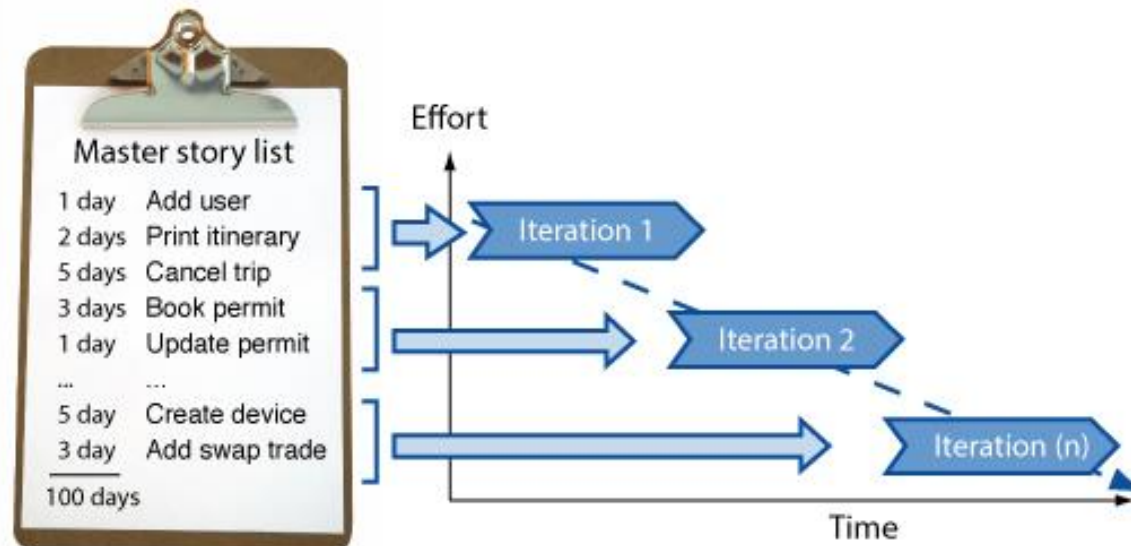 Master story list
1 day Add user
2 days Print itinerary
5 days Cancel trip
3 days Book permit
1 day Update permit
... ...
5 day Create device
3 day Add swap trade
100 days
Effort
Iteration 1
Iteration 2
Iteration (n)
Time